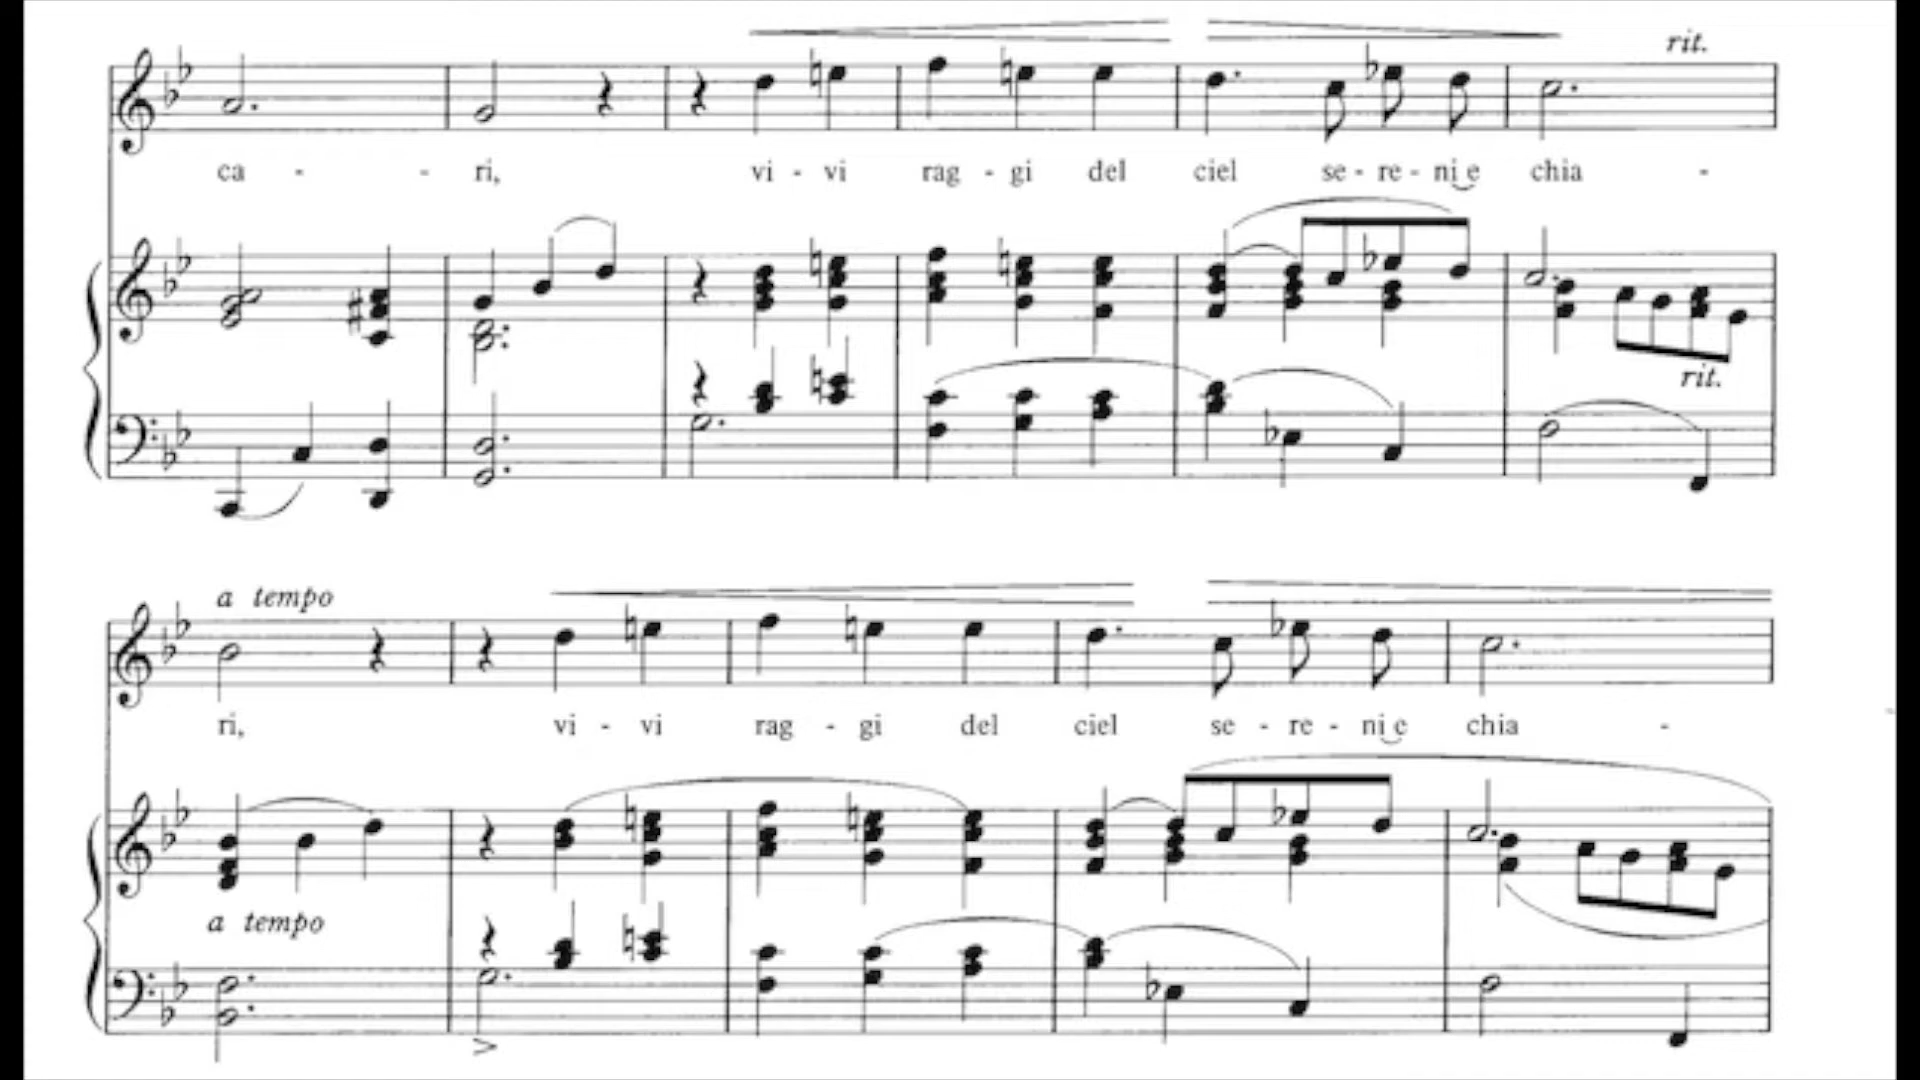 rit.
ca - - ri, vi - vi rag - gi del ciel se - re - ni e chia -
rit.
a tempo
ri, vi - vi rag - gi del ciel se - re - ni e chia -
a tempo